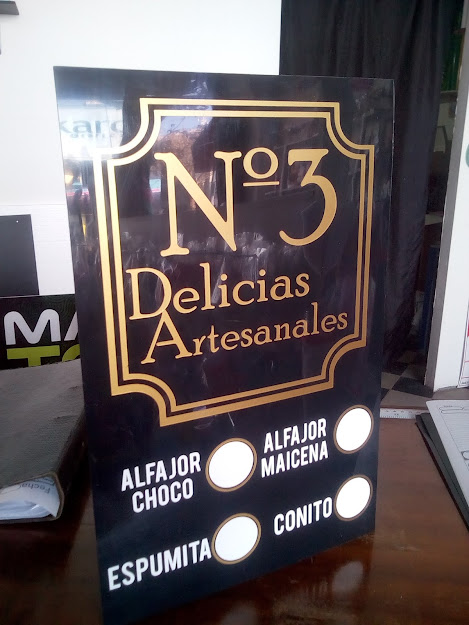 Nº3
Delicias
Artesanales
ALFAJOR
CHOCO
ALFAJOR
MAICENA
ESPUMITA
CONITO